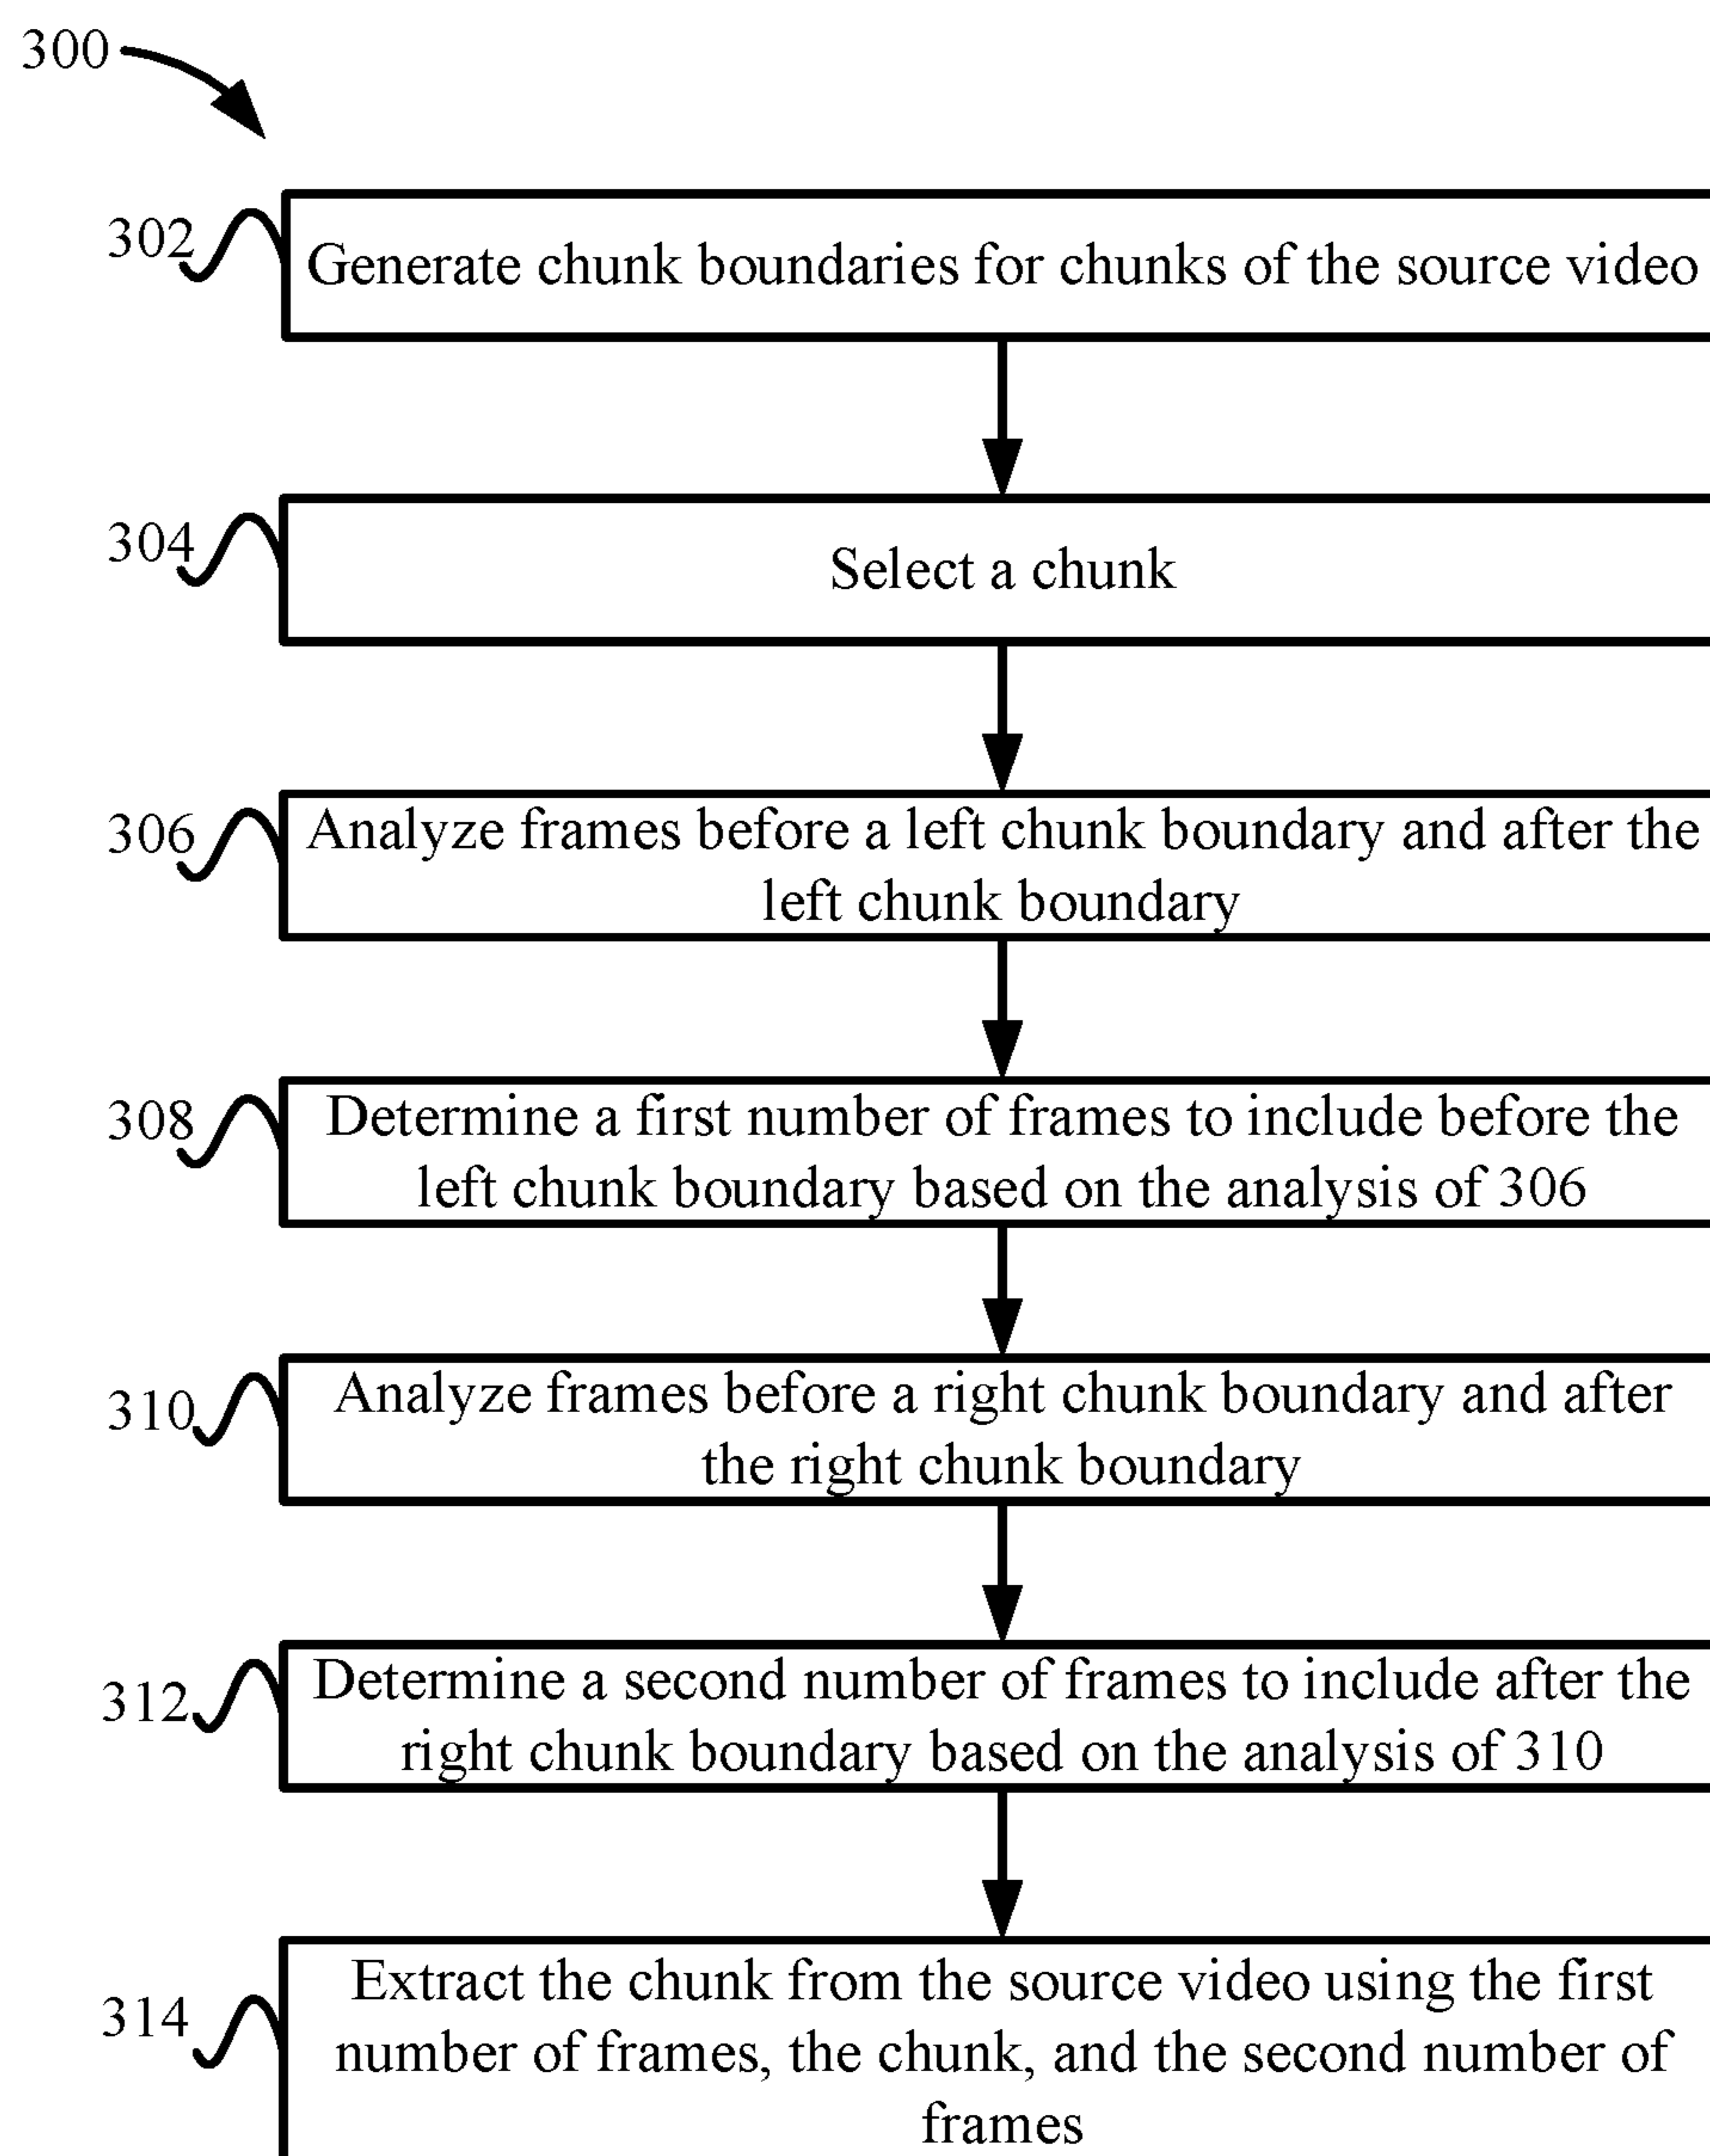 300
302
Generate chunk boundaries for chunks of the source video
304
Select a chunk
306
Analyze frames before a left chunk boundary and after the
left chunk boundary
308
Determine a first number of frames to include before the
left chunk boundary based on the analysis of 306
310
Analyze frames before a right chunk boundary and after
the right chunk boundary
312
Determine a second number of frames to include after the
right chunk boundary based on the analysis of 310
314
Extract the chunk from the source video using the first
number of frames, the chunk, and the second number of
frames